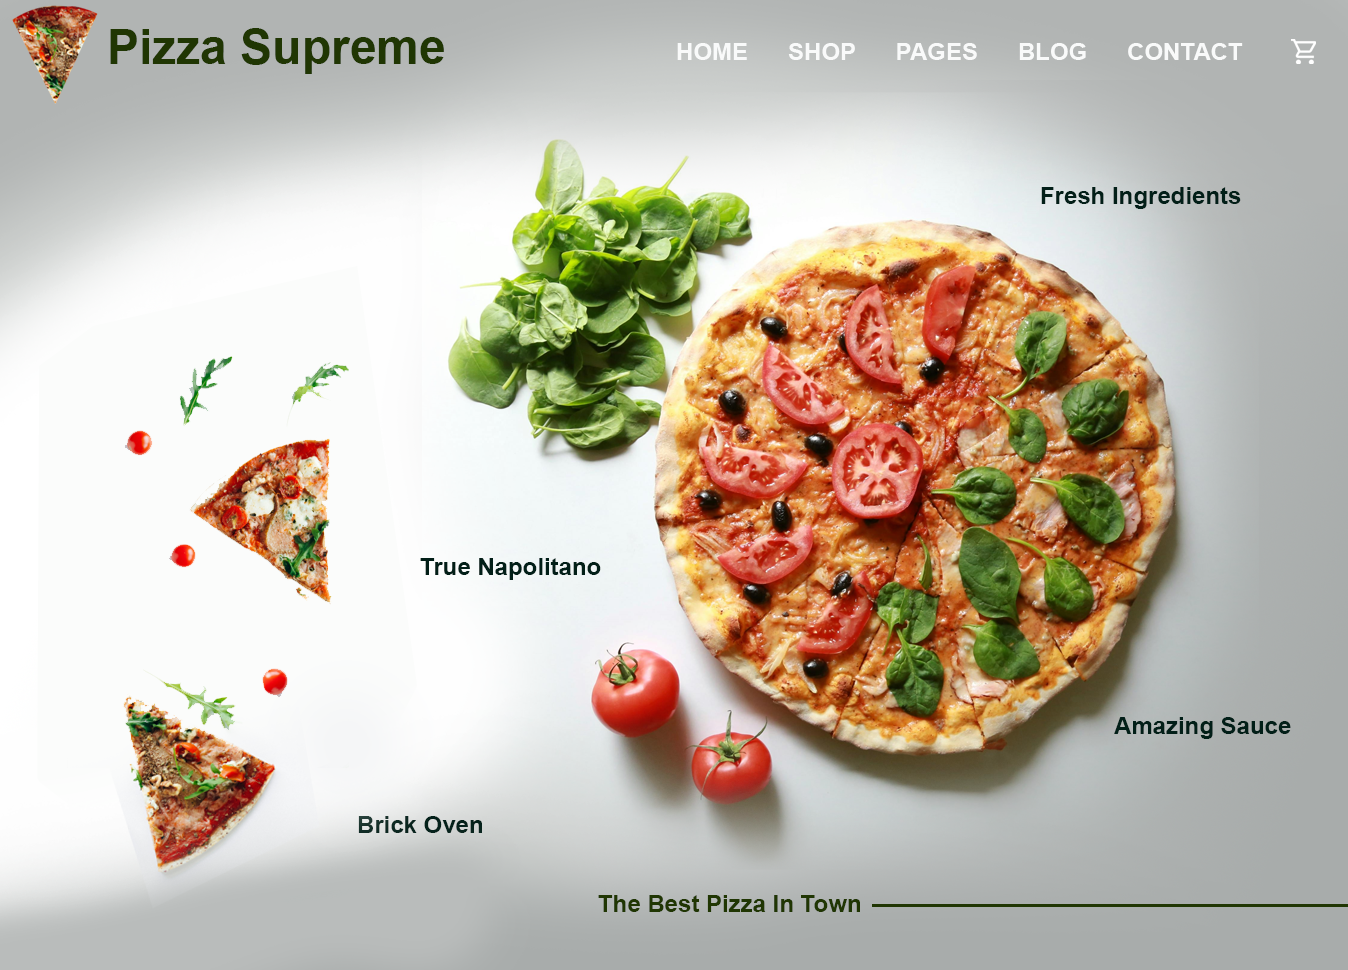 Pizza Supreme
HOME SHOP PAGES BLOG CONTACT
Fresh Ingredients
True Napolitano
Amazing Sauce
Brick Oven
The Best Pizza In Town